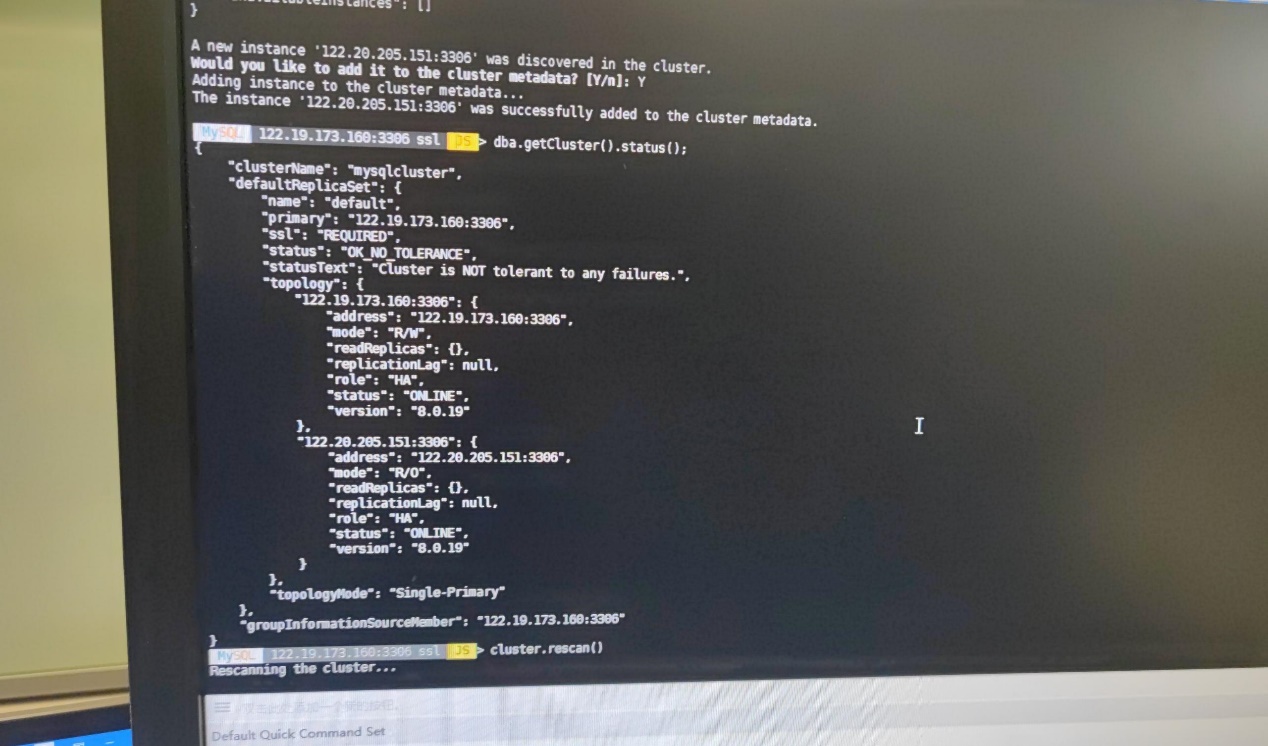 ": []
}
A new instance '122.20.205.151:3306' was discovered in the cluster.
Would you like to add it to the cluster metadata? [Y/n]: Y
Adding instance to the cluster metadata...
The instance '122.20.205.151:3306' was successfully added to the cluster metadata.
MySQL 122.19.173.160:3306 ssl JS > dba.getCluster().status();
{
"clusterName": "mysqlcluster",
"defaultReplicaSet": {
"name": "default",
"primary": "122.19.173.160:3306",
"ssl": "REQUIRED",
"status": "OK_NO_TOLERANCE",
"statusText": "Cluster is NOT tolerant to any failures.",
"topology": {
"122.19.173.160:3306": {
"address": "122.19.173.160:3306",
"mode": "R/W",
"readReplicas": {},
"replicationLag": null,
"role": "HA",
"status": "ONLINE",
"version": "8.0.19"
},
"122.20.205.151:3306": {
"address": "122.20.205.151:3306",
"mode": "R/O",
"readReplicas": {},
"replicationLag": null,
"role": "HA",
"status": "ONLINE",
"version": "8.0.19"
}
},
"topologyMode": "Single-Primary"
},
"groupInformationSourceMember": "122.19.173.160:3306"
}
MySQL 122.19.173.160:3306 ssl JS > cluster.rescan()
Rescanning the cluster...
Default Quick Command Set